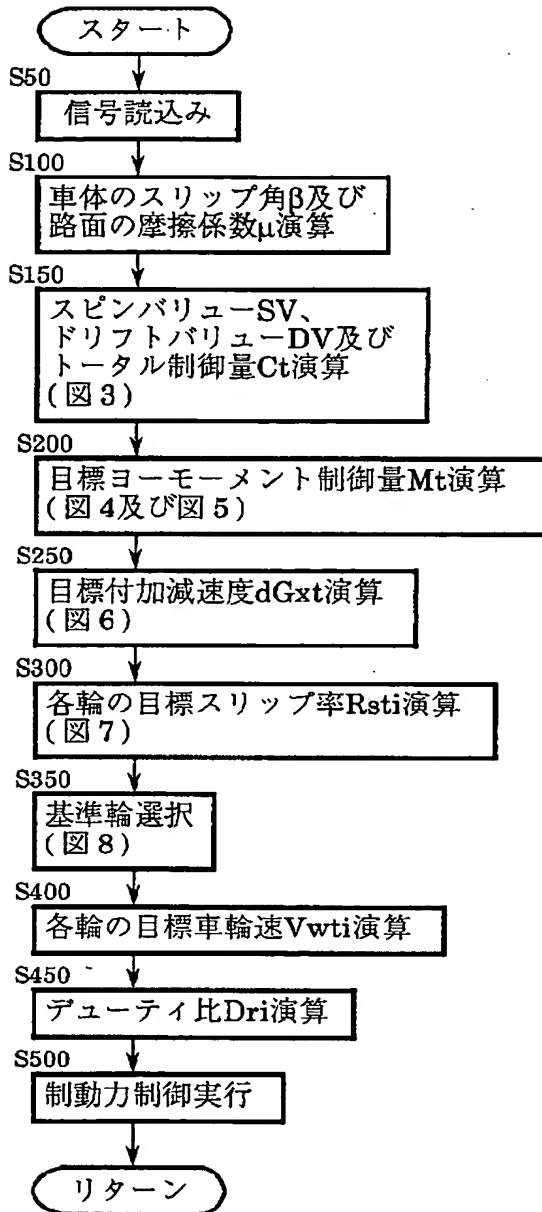 スタート
S50
信号読込み
S100
車体のスリップ角β及び
路面の摩擦係数μ演算
S150
スピンバリューSV、
ドリフトバリューDV及び
トータル制御量Ct演算
(図3)
S200
目標ヨーモーメント制御量Mt演算
(図4及び図5)
S250
目標付加減速度dGxt演算
(図6)
S300
各輪の目標スリップ率Rsti演算
(図7)
S350
基準輪選択
(図8)
S400
各輪の目標車輪速Vwti演算
S450
デューティ比Dri演算
S500
制動力制御実行
リターン